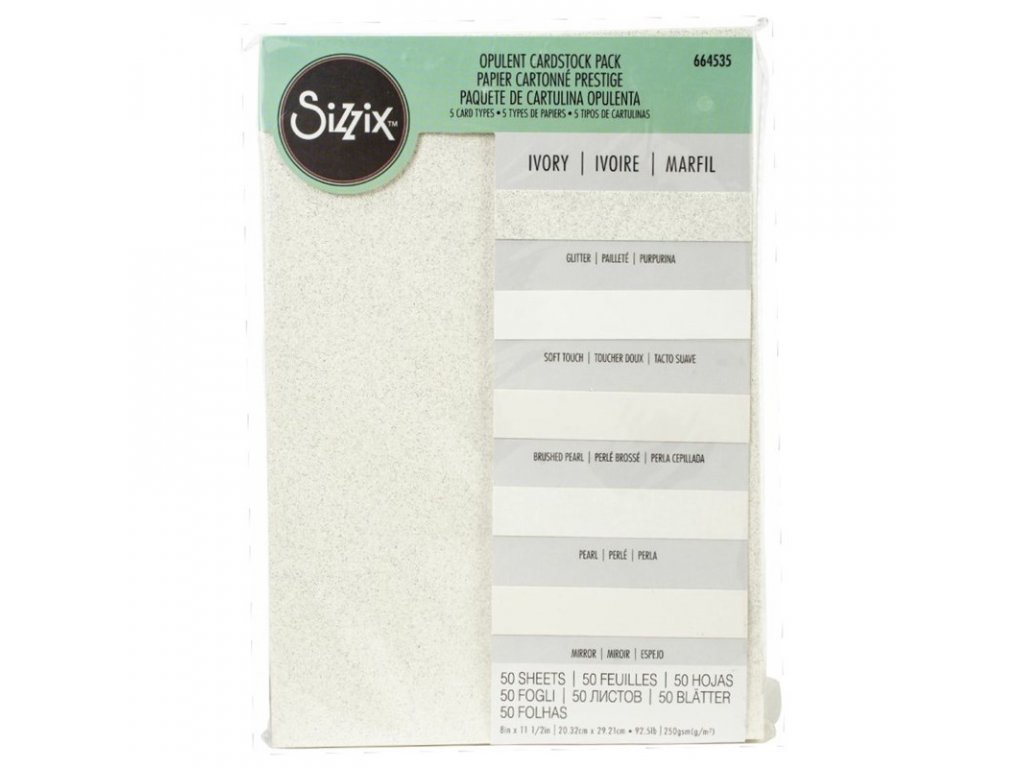 Sizzix™
OPULENT CARDSTOCK PACK
664535
PAPIER CARTONNÉ PRESTIGE
PAQUETE DE CARTULINA OPULENTA
5 CARD TYPES • 5 TYPES DE PAPIERS • 5 TIPOS DE CARTULINAS
IVORY | IVOIRE | MARFIL
GLITTER | PAILLETÉ | PURPURINA
SOFT TOUCH | TOUCHER DOUX | TACTO SUAVE
BRUSHED PEARL | PERLÉ BROSSÉ | PERLA CEPILLADA
PEARL | PERLÉ | PERLA
MIRROR | MIROIR | ESPEJO
50 SHEETS | 50 FEUILLES | 50 HOJAS
50 FOGLI | 50 ЛИСТОВ | 50 BLÄTTER
50 FOLHAS
8in x 11 1/2in | 20.32cm x 29.21cm • 92.5lb | 250gsm(g/m²)